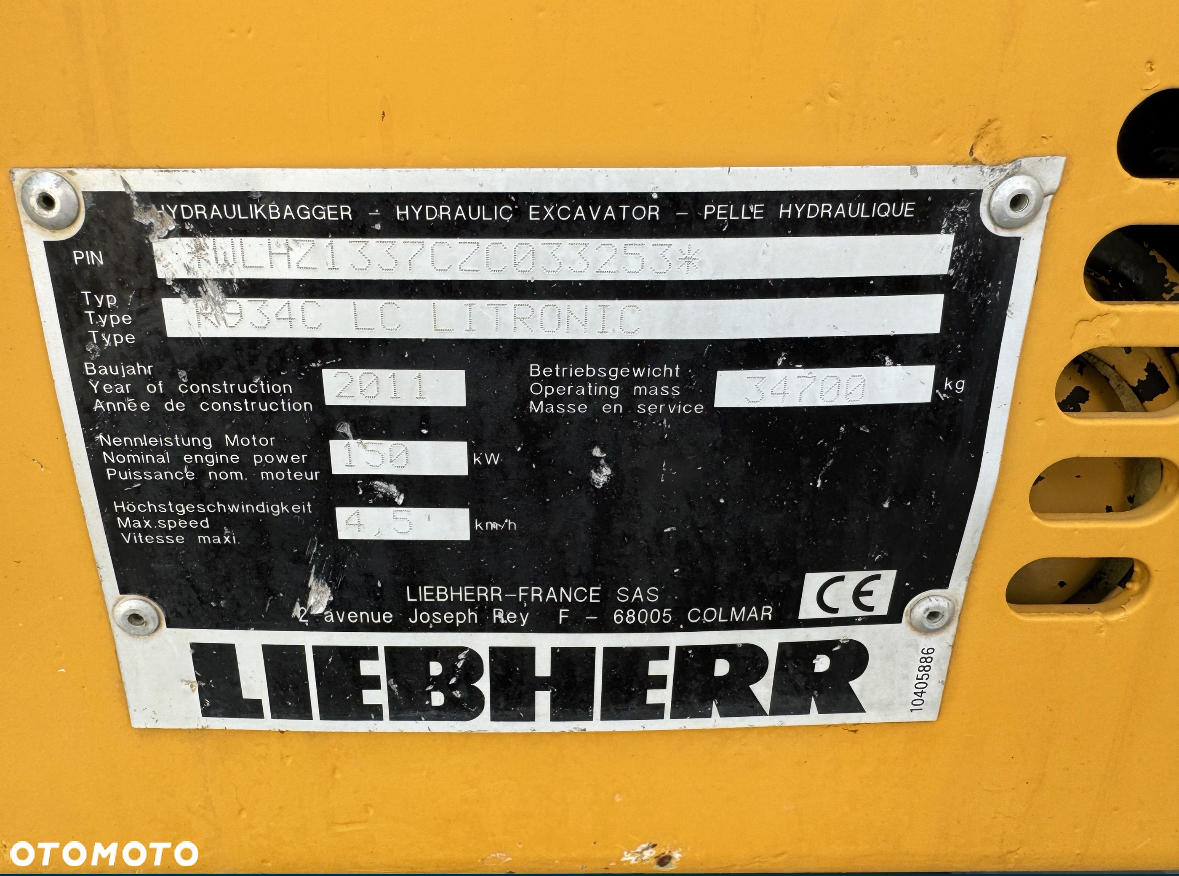 HYDRAULIKBAGGER - HYDRAULIC EXCAVATOR - PELLE HYDRAULIQUE
PIN *WLHZ1337CZC033253*
Typ
Type
Type
R934C LC LITRONIC
Baujahr
Year of construction
Année de construction
2011
Betriebsgewicht
Operating mass
Masse en service
34700 kg
Nennleistung Motor
Nominal engine power
Puissance nom. moteur
150 kW
Höchstgeschwindigkeit
Max.speed
Vitesse maxi.
4,5 km/h
LIEBHERR-FRANCE SAS
2 avenue Joseph Rey F - 68005 COLMAR
CE
LIEBHERR
10405886
OTOMOTO